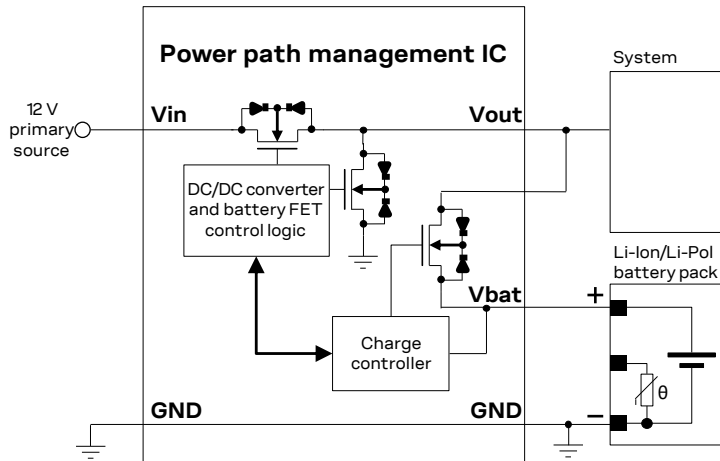 Power path management IC
System
12 V
primary
source
Vin
Vout
DC/DC converter
and battery FET
control logic
Li-Ion/Li-Pol
battery pack
Vbat
+
Charge
controller
θ
GND
GND
−